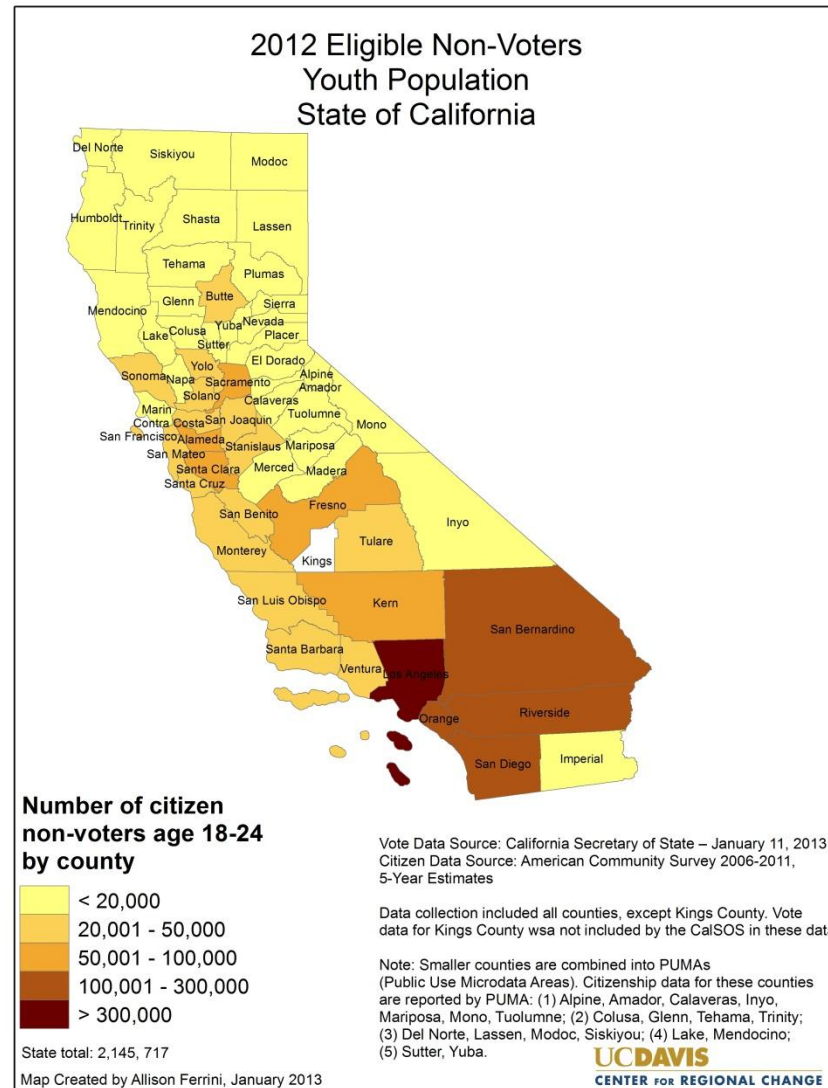 2012 Eligible Non-Voters
Youth Population
State of California
Del Norte
Siskiyou
Modoc
Humboldt
Trinity
Shasta
Lassen
Tehama
Plumas
Mendocino
Glenn
Butte
Sierra
Lake
Colusa
Yuba
Nevada
Sutter
Placer
Sonoma
Napa
Yolo
El Dorado
Alpine
Sacramento
Amador
Solano
Marin
Calaveras
Mono
Contra Costa
San Joaquin
Tuolumne
San Francisco
Alameda
Stanislaus
Mariposa
San Mateo
Santa Clara
Merced
Madera
Santa Cruz
Fresno
San Benito
Inyo
Monterey
Kings
Tulare
San Luis Obispo
Kern
San Bernardino
Santa Barbara
Ventura
Los Angeles
Orange
Riverside
San Diego
Imperial
Number of citizen
non-voters age 18-24
by county
< 20,000
20,001 - 50,000
50,001 - 100,000
100,001 - 300,000
> 300,000
State total: 2,145, 717
Map Created by Allison Ferrini, January 2013
Vote Data Source: California Secretary of State – January 11, 2013
Citizen Data Source: American Community Survey 2006-2011,
5-Year Estimates
Data collection included all counties, except Kings County. Vote
data for Kings County wsa not included by the CalSOS in these dat
Note: Smaller counties are combined into PUMAs
(Public Use Microdata Areas). Citizenship data for these counties
are reported by PUMA: (1) Alpine, Amador, Calaveras, Inyo,
Mariposa, Mono, Tuolumne; (2) Colusa, Glenn, Tehama, Trinity;
(3) Del Norte, Lassen, Modoc, Siskiyou; (4) Lake, Mendocino;
(5) Sutter, Yuba.
UCDAVIS
CENTER FOR REGIONAL CHANGE